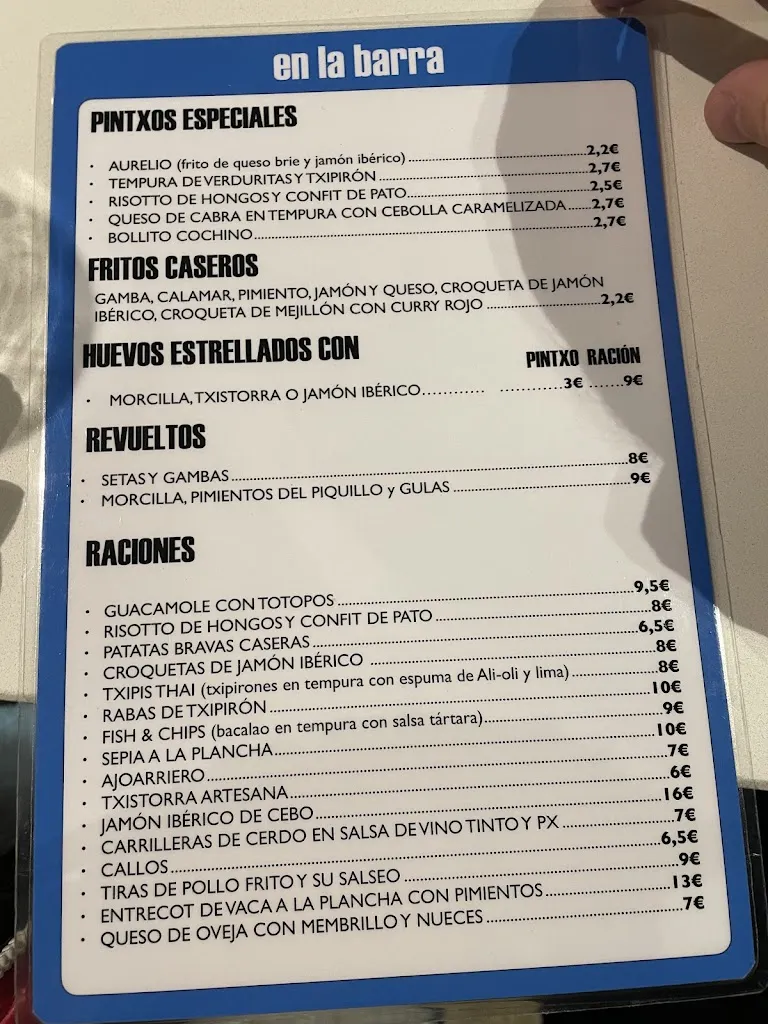 en la barra
PINTXOS ESPECIALES
• AURELIO (frito de queso brie y jamón ibérico) 2,2€
• TEMPURA DE VERDURITAS Y TXIPIRÓN 2,7€
• RISOTTO DE HONGOS Y CONFIT DE PATO 2,5€
• QUESO DE CABRA EN TEMPURA CON CEBOLLA CARAMELIZADA 2,7€
• BOLLITO COCHINO 2,7€
FRITOS CASEROS
GAMBA, CALAMAR, PIMIENTO, JAMÓN Y QUESO, CROQUETA DE JAMÓN
IBÉRICO, CROQUETA DE MEJILLÓN CON CURRY ROJO 2,2€
HUEVOS ESTRELLADOS CON PINTXO RACIÓN
• MORCILLA, TXISTORRA O JAMÓN IBÉRICO 3€ 9€
REVUELTOS
• SETAS Y GAMBAS 8€
• MORCILLA, PIMIENTOS DEL PIQUILLO y GULAS 9€
RACIONES
• GUACAMOLE CON TOTOPOS 9,5€
• RISOTTO DE HONGOS Y CONFIT DE PATO 8€
• PATATAS BRAVAS CASERAS 6,5€
• CROQUETAS DE JAMÓN IBÉRICO 8€
• TXIPIS THAI (txipirones en tempura con espuma de Ali-oli y lima) 8€
• RABAS DE TXIPIRÓN 10€
• FISH & CHIPS (bacalao en tempura con salsa tártara) 9€
• SEPIA A LA PLANCHA 10€
• AJOARRIERO 7€
• TXISTORRA ARTESANA 6€
• JAMÓN IBÉRICO DE CEBO 16€
• CARRILLERAS DE CERDO EN SALSA DE VINO TINTO Y PX 7€
• CALLOS 6,5€
• TIRAS DE POLLO FRITO Y SU SALSEO 9€
• ENTRECOT DE VACA A LA PLANCHA CON PIMIENTOS 13€
• QUESO DE OVEJA CON MEMBRILLO Y NUECES 7€